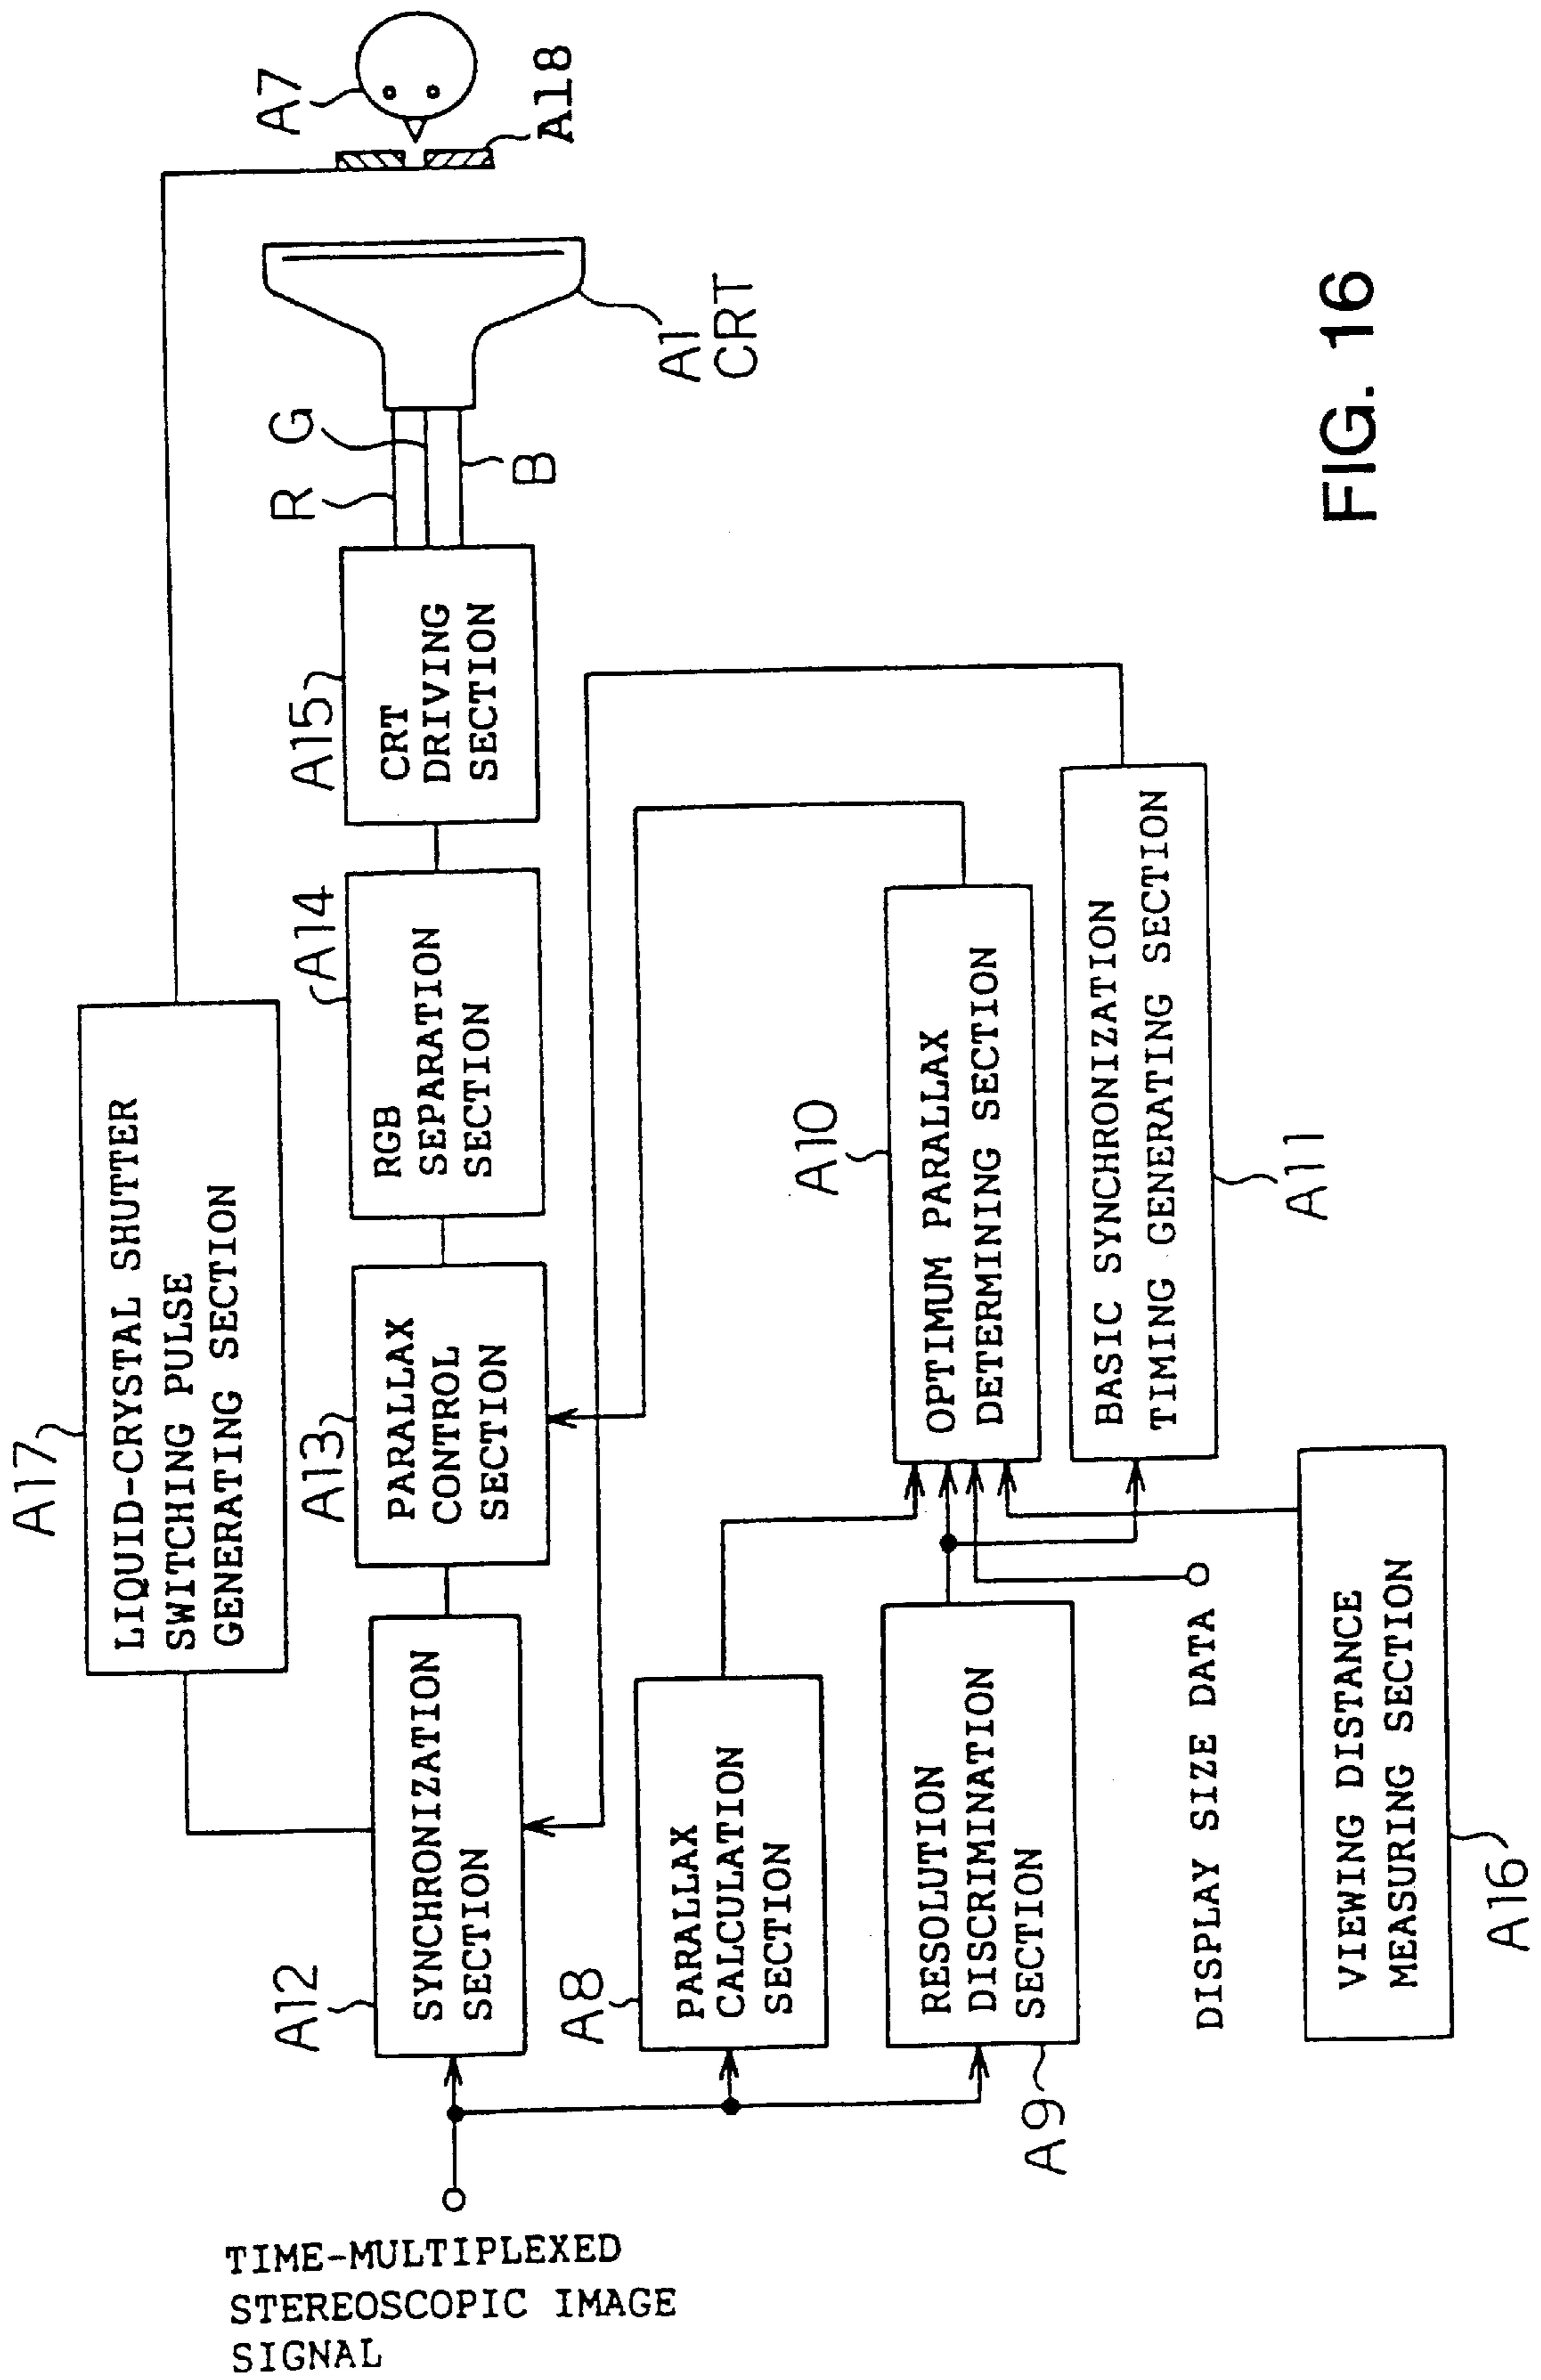 A17
LIQUID-CRYSTAL SHUTTER
SWITCHING PULSE
GENERATING SECTION
A7
A18
A12
SYNCHRONIZATION
SECTION
A13
PARALLAX
CONTROL
SECTION
A14
RGB
SEPARATION
SECTION
A15
CRT
DRIVING
SECTION
R
G
B
A1
CRT
TIME-MULTIPLEXED
STEREOSCOPIC IMAGE
SIGNAL
A8
PARALLAX
CALCULATION
SECTION
A9
RESOLUTION
DISCRIMINATION
SECTION
A10
OPTIMUM PARALLAX
DETERMINING SECTION
BASIC SYNCHRONIZATION
TIMING GENERATING SECTION
A11
DISPLAY SIZE DATA
VIEWING DISTANCE
MEASURING SECTION
A16
FIG. 16